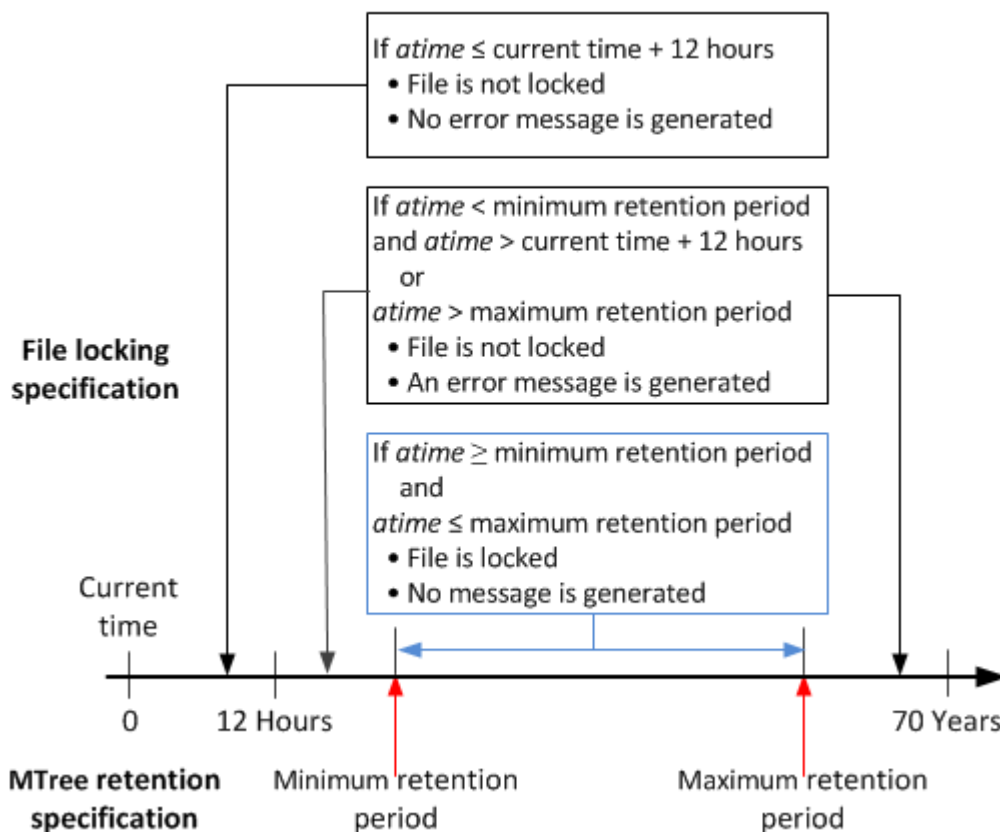 If atime ≤ current time + 12 hours
• File is not locked
• No error message is generated
If atime < minimum retention period
and atime > current time + 12 hours
or
atime > maximum retention period
• File is not locked
• An error message is generated
File locking
specification
If atime ≥ minimum retention period
and
atime ≤ maximum retention period
• File is locked
• No message is generated
Current
time
0
12 Hours
70 Years
MTree retention
specification
Minimum retention
period
Maximum retention
period